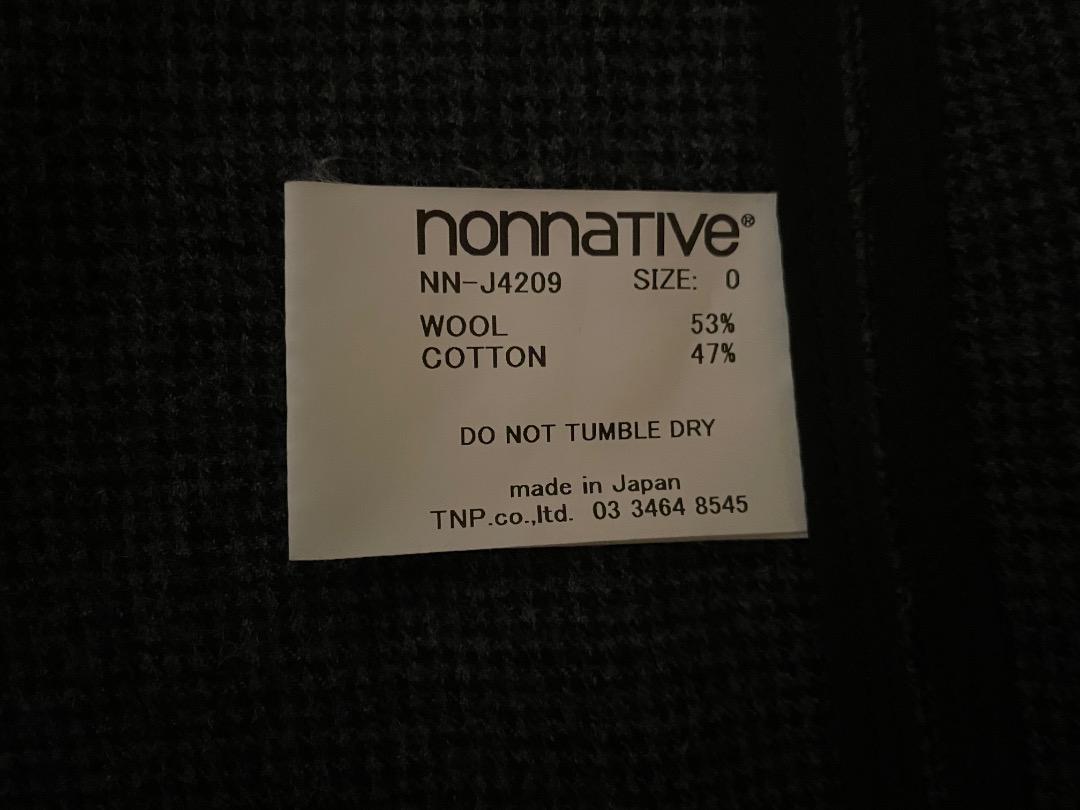 nonnative®
NN-J4209 SIZE: 0
WOOL 53%
COTTON 47%
DO NOT TUMBLE DRY
made in Japan
TNP.co.,ltd. 03 3464 8545